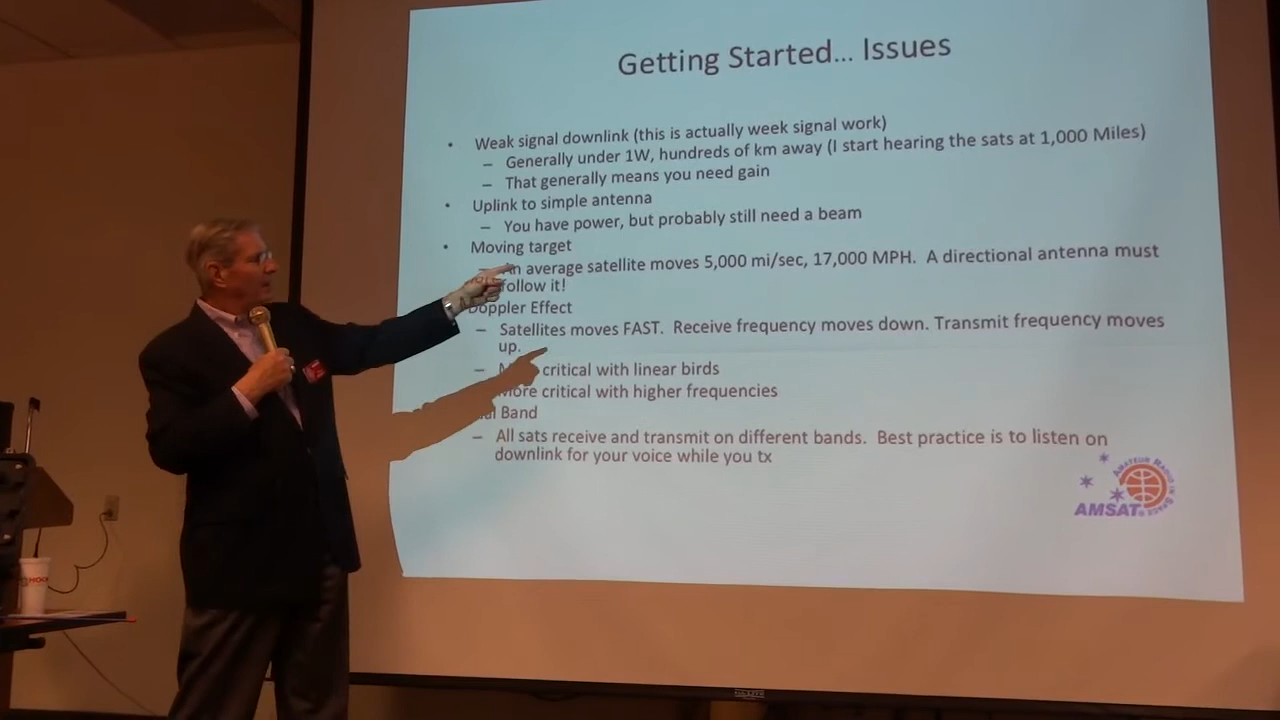 Getting Started... Issues
• Weak signal downlink (this is actually week signal work)
– Generally under 1W, hundreds of km away (I start hearing the sats at 1,000 Miles)
– That generally means you need gain
• Uplink to simple antenna
– You have power, but probably still need a beam
• Moving target
– An average satellite moves 5,000 mi/sec, 17,000 MPH. A directional antenna must
follow it!
Doppler Effect
– Satellites moves FAST. Receive frequency moves down. Transmit frequency moves
up.
– critical with linear birds
More critical with higher frequencies
Band
– All sats receive and transmit on different bands. Best practice is to listen on
downlink for your voice while you tx
AMATEUR RADIO IN SPACE
AMSAT